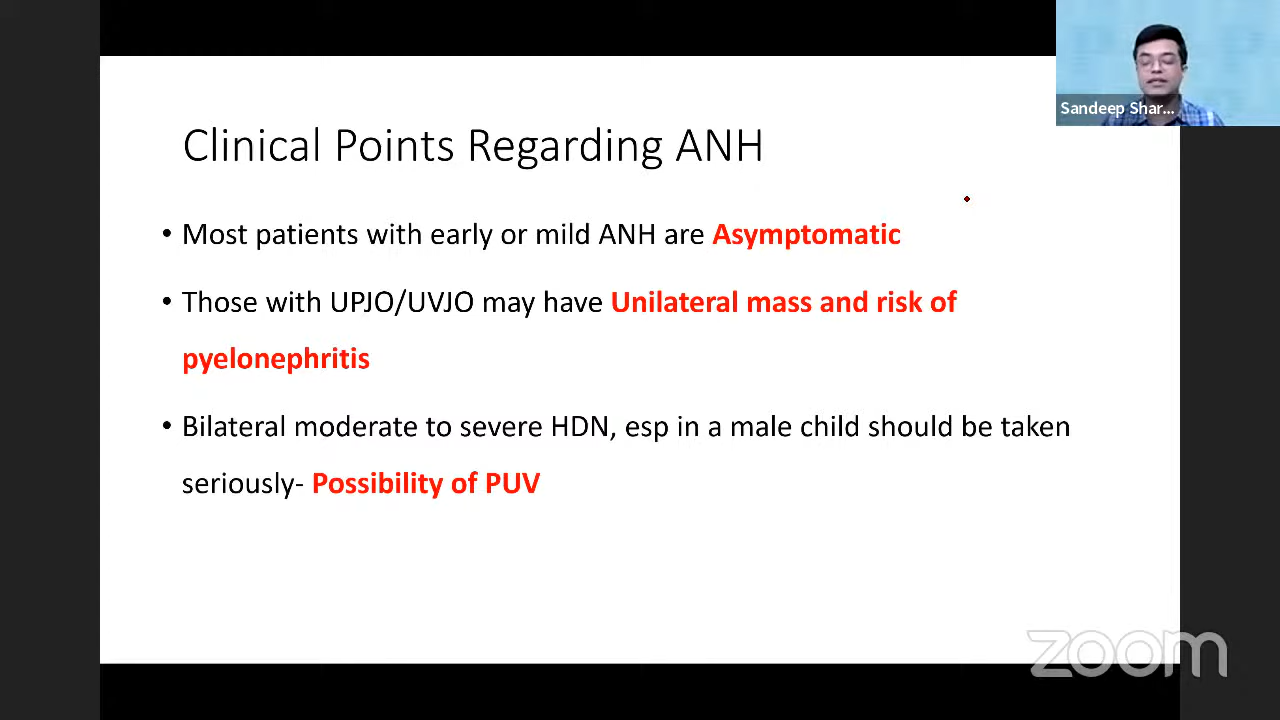 Sandeep Shar...
Clinical Points Regarding ANH
• Most patients with early or mild ANH are Asymptomatic
• Those with UPJO/UVJO may have Unilateral mass and risk of
pyelonephritis
• Bilateral moderate to severe HDN, esp in a male child should be taken
seriously- Possibility of PUV
zoom